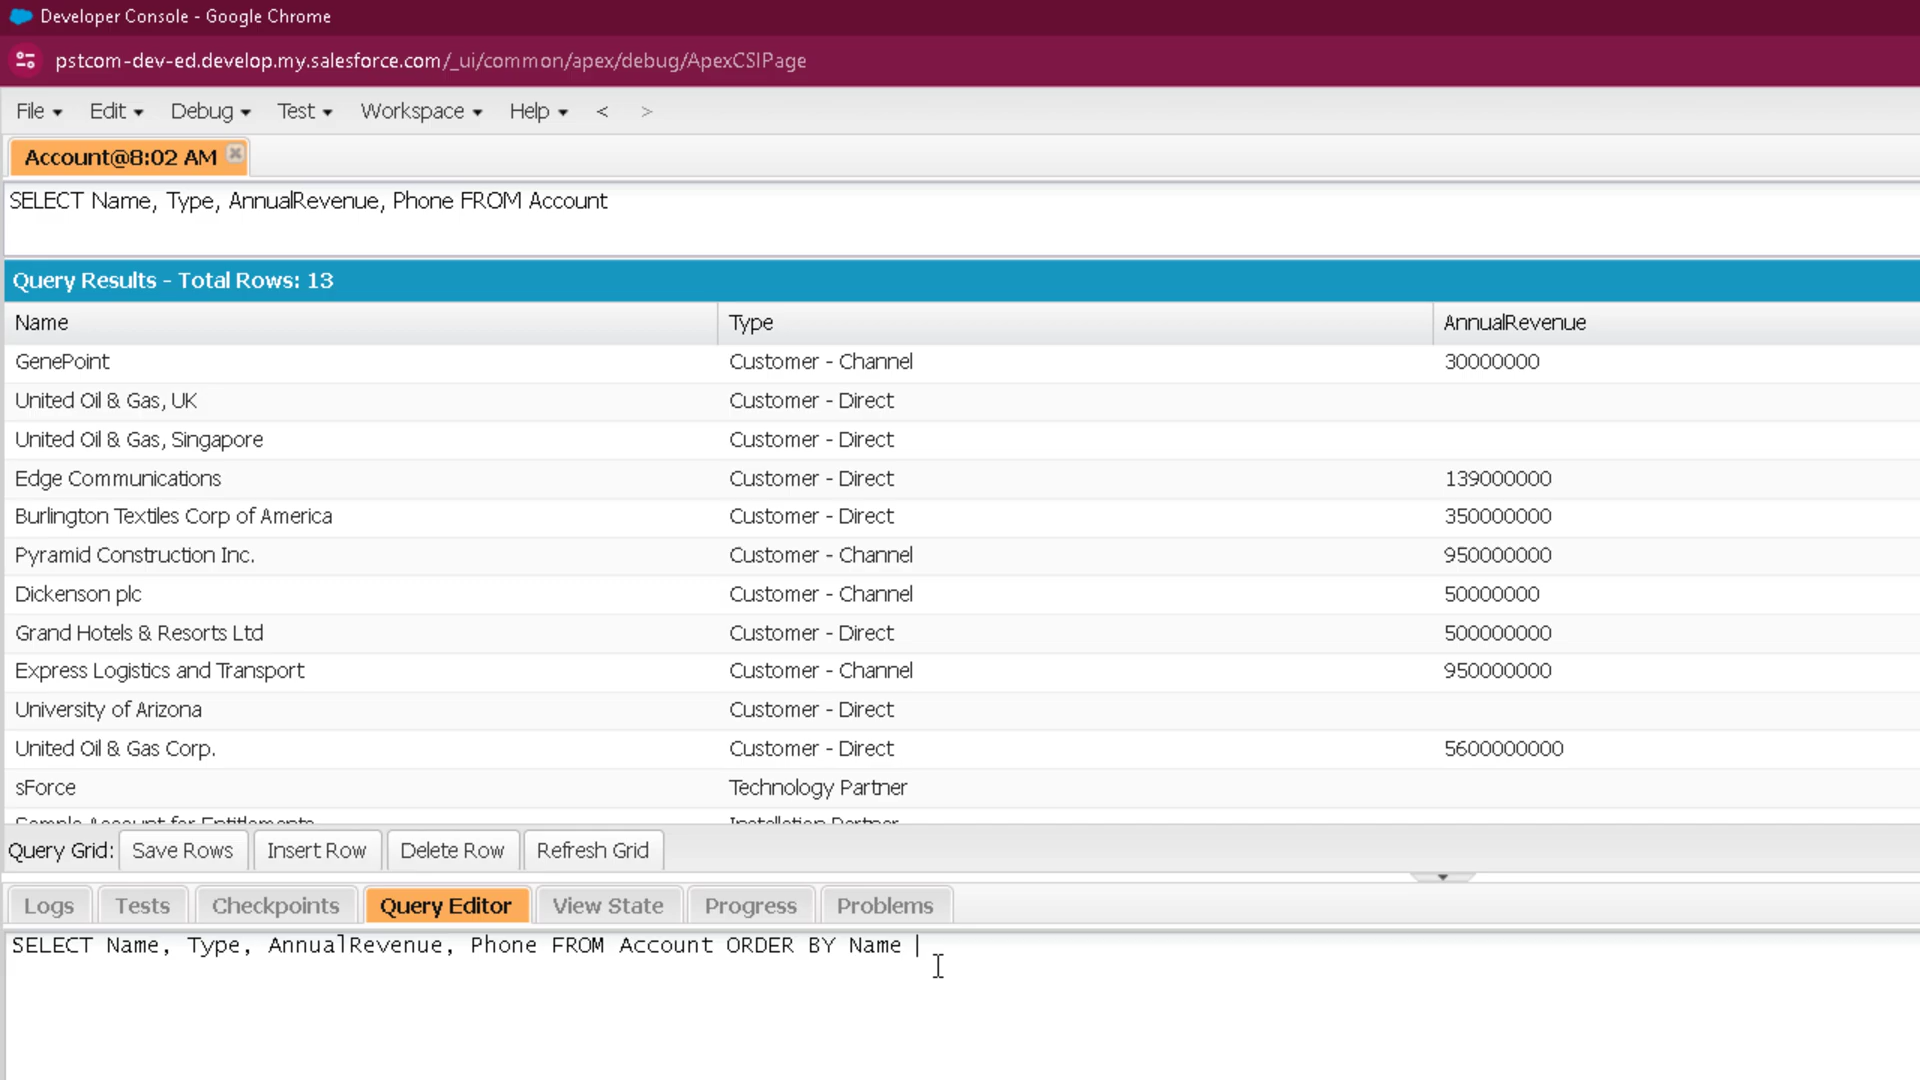 Developer Console - Google Chrome
pstcom-dev-ed.develop.my.salesforce.com/_ui/common/apex/debug/ApexCSIPage
File Edit Debug Test Workspace Help < >
Account@8:02 AM
SELECT Name, Type, AnnualRevenue, Phone FROM Account
Query Results - Total Rows: 13
Name Type AnnualRevenue
GenePoint Customer - Channel 30000000
United Oil & Gas, UK Customer - Direct
United Oil & Gas, Singapore Customer - Direct
Edge Communications Customer - Direct 139000000
Burlington Textiles Corp of America Customer - Direct 350000000
Pyramid Construction Inc. Customer - Channel 950000000
Dickenson plc Customer - Channel 50000000
Grand Hotels & Resorts Ltd Customer - Direct 500000000
Express Logistics and Transport Customer - Channel 950000000
University of Arizona Customer - Direct
United Oil & Gas Corp. Customer - Direct 5600000000
sForce Technology Partner
Sample Account for Entitlements Installation Partner
Query Grid: Save Rows Insert Row Delete Row Refresh Grid
Logs Tests Checkpoints Query Editor View State Progress Problems
SELECT Name, Type, AnnualRevenue, Phone FROM Account ORDER BY Name